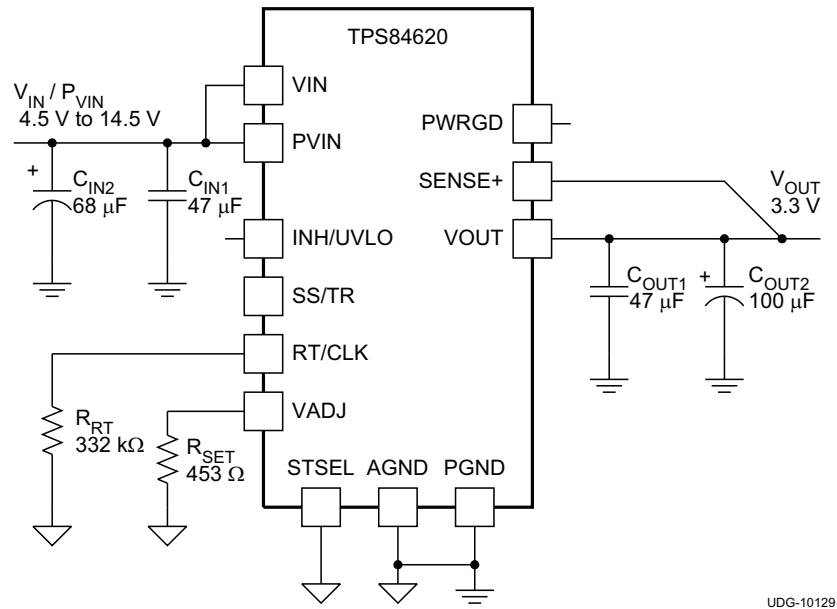 TPS84620
VIN
V_IN / P_VIN
4.5 V to 14.5 V
PWRGD
PVIN
+
C_IN2
68 μF
C_IN1
47 μF
SENSE+
V_OUT
3.3 V
INH/UVLO
VOUT
SS/TR
C_OUT1
47 μF
+
C_OUT2
100 μF
RT/CLK
VADJ
R_RT
332 kΩ
R_SET
453 Ω
STSEL AGND PGND
UDG-10129